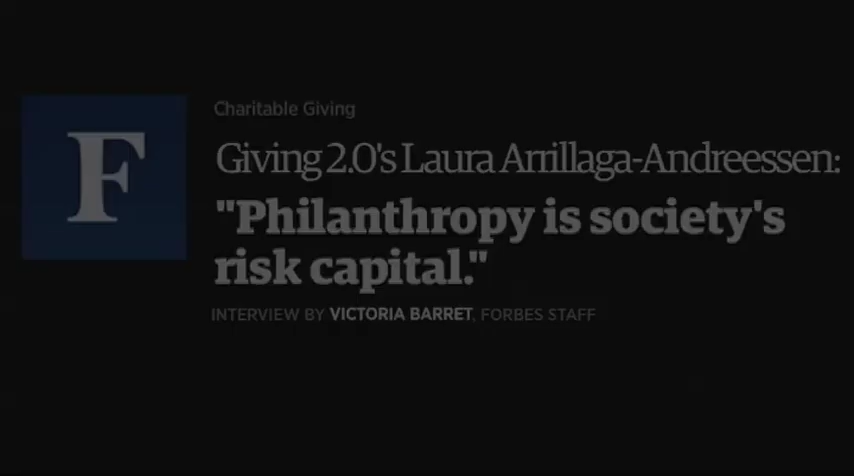 F
Charitable Giving
Giving 2.0's Laura Arrillaga-Andreessen:
"Philanthropy is society's
risk capital."
INTERVIEW BY VICTORIA BARRET, FORBES STAFF